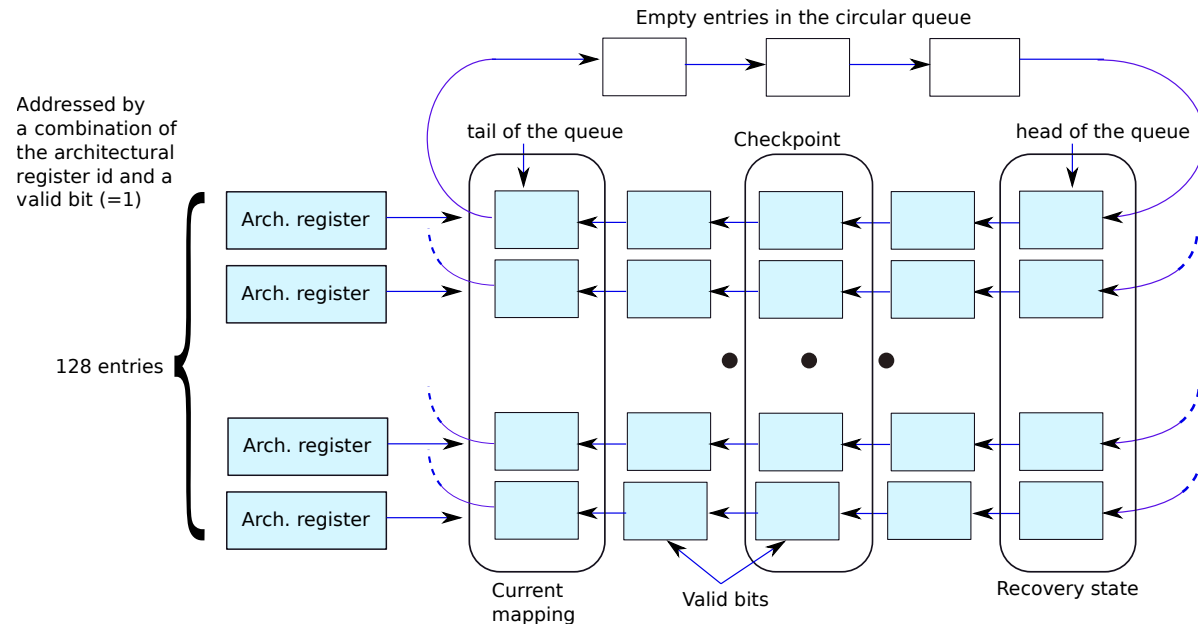 Empty entries in the circular queue
Addressed by
a combination of
the architectural
register id and a
valid bit (=1)
tail of the queue
Checkpoint
head of the queue
Arch. register
Arch. register
128 entries
Arch. register
Arch. register
Current
mapping
Valid bits
Recovery state